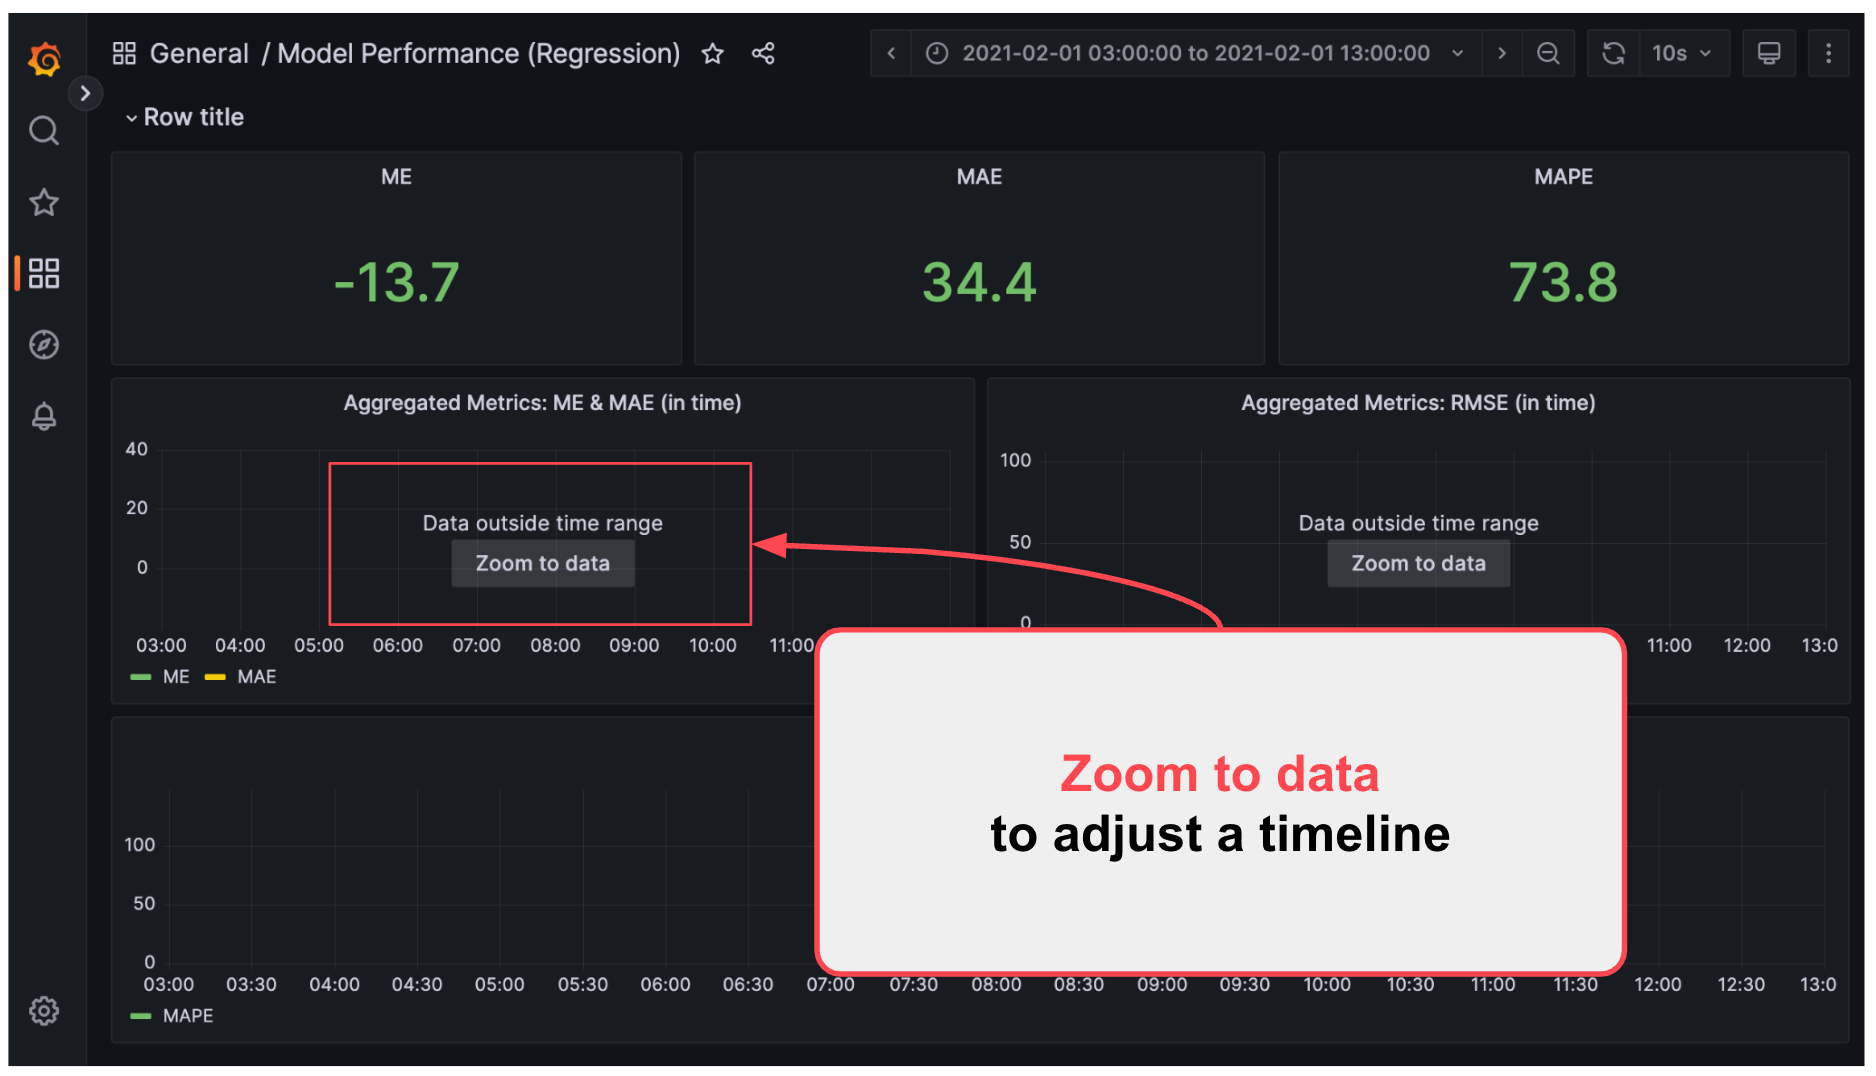 General / Model Performance (Regression)
2021-02-01 03:00:00 to 2021-02-01 13:00:00
10s
Row title
ME
MAE
MAPE
-13.7
34.4
73.8
Aggregated Metrics: ME & MAE (in time)
40
20
0
Data outside time range
Zoom to data
03:00 04:00 05:00 06:00 07:00 08:00 09:00 10:00 11:00
ME MAE
Aggregated Metrics: RMSE (in time)
100
50
0
Data outside time range
Zoom to data
11:00 12:00 13:0
Zoom to data
to adjust a timeline
100
50
0
03:00 03:30 04:00 04:30 05:00 05:30 06:00 06:30 07:00 07:30 08:00 08:30 09:00 09:30 10:00 10:30 11:00 11:30 12:00 12:30 13:0
MAPE